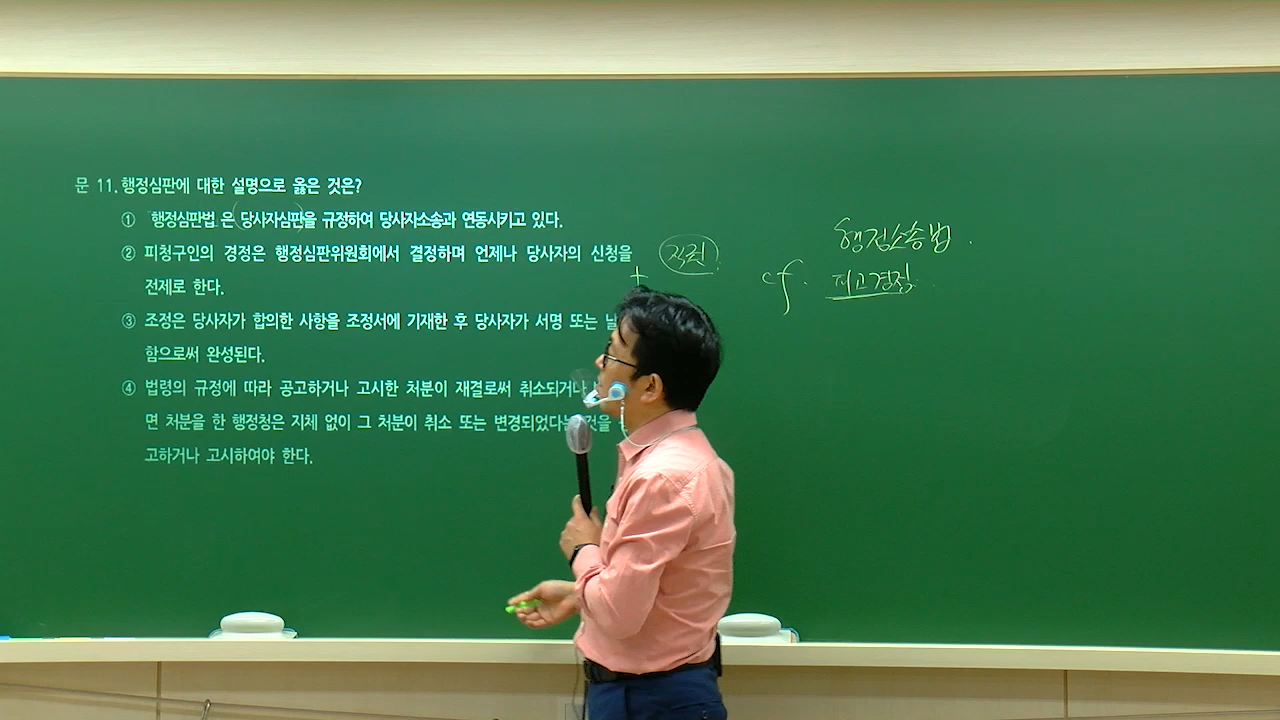 문 11. 행정심판에 대한 설명으로 옳은 것은?
① 행정심판법 은 당사자심판을 규정하여 당사자소송과 연동시키고 있다.
② 피청구인의 경정은 행정심판위원회에서 결정하며 언제나 당사자의 신청을
전제로 한다.
③ 조정은 당사자가 합의한 사항을 조정서에 기재한 후 당사자가 서명 또는
함으로써 완성된다.
④ 법령의 규정에 따라 공고하거나 고시한 처분이 재결로써 취소되거나
면 처분을 한 행정청은 지체 없이 그 처분이 취소 또는 변경되었다는 것을
고하거나 고시하여야 한다.
+ 직권!
행정소송법.
cf. 피고경정.